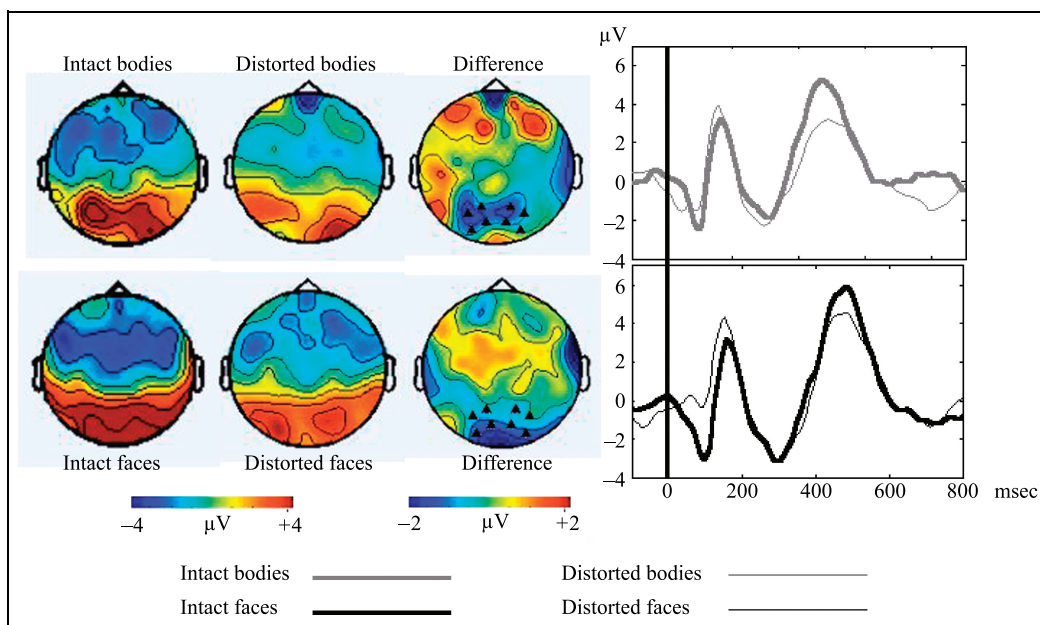 Intact bodies Distorted bodies Difference
Intact faces Distorted faces Difference
–4 µV +4
–2 µV +2
µV
6
4
2
0
–2
–4
6
4
2
0
–2
–4
0 200 400 600 800 msec
Intact bodies Distorted bodies
Intact faces Distorted faces